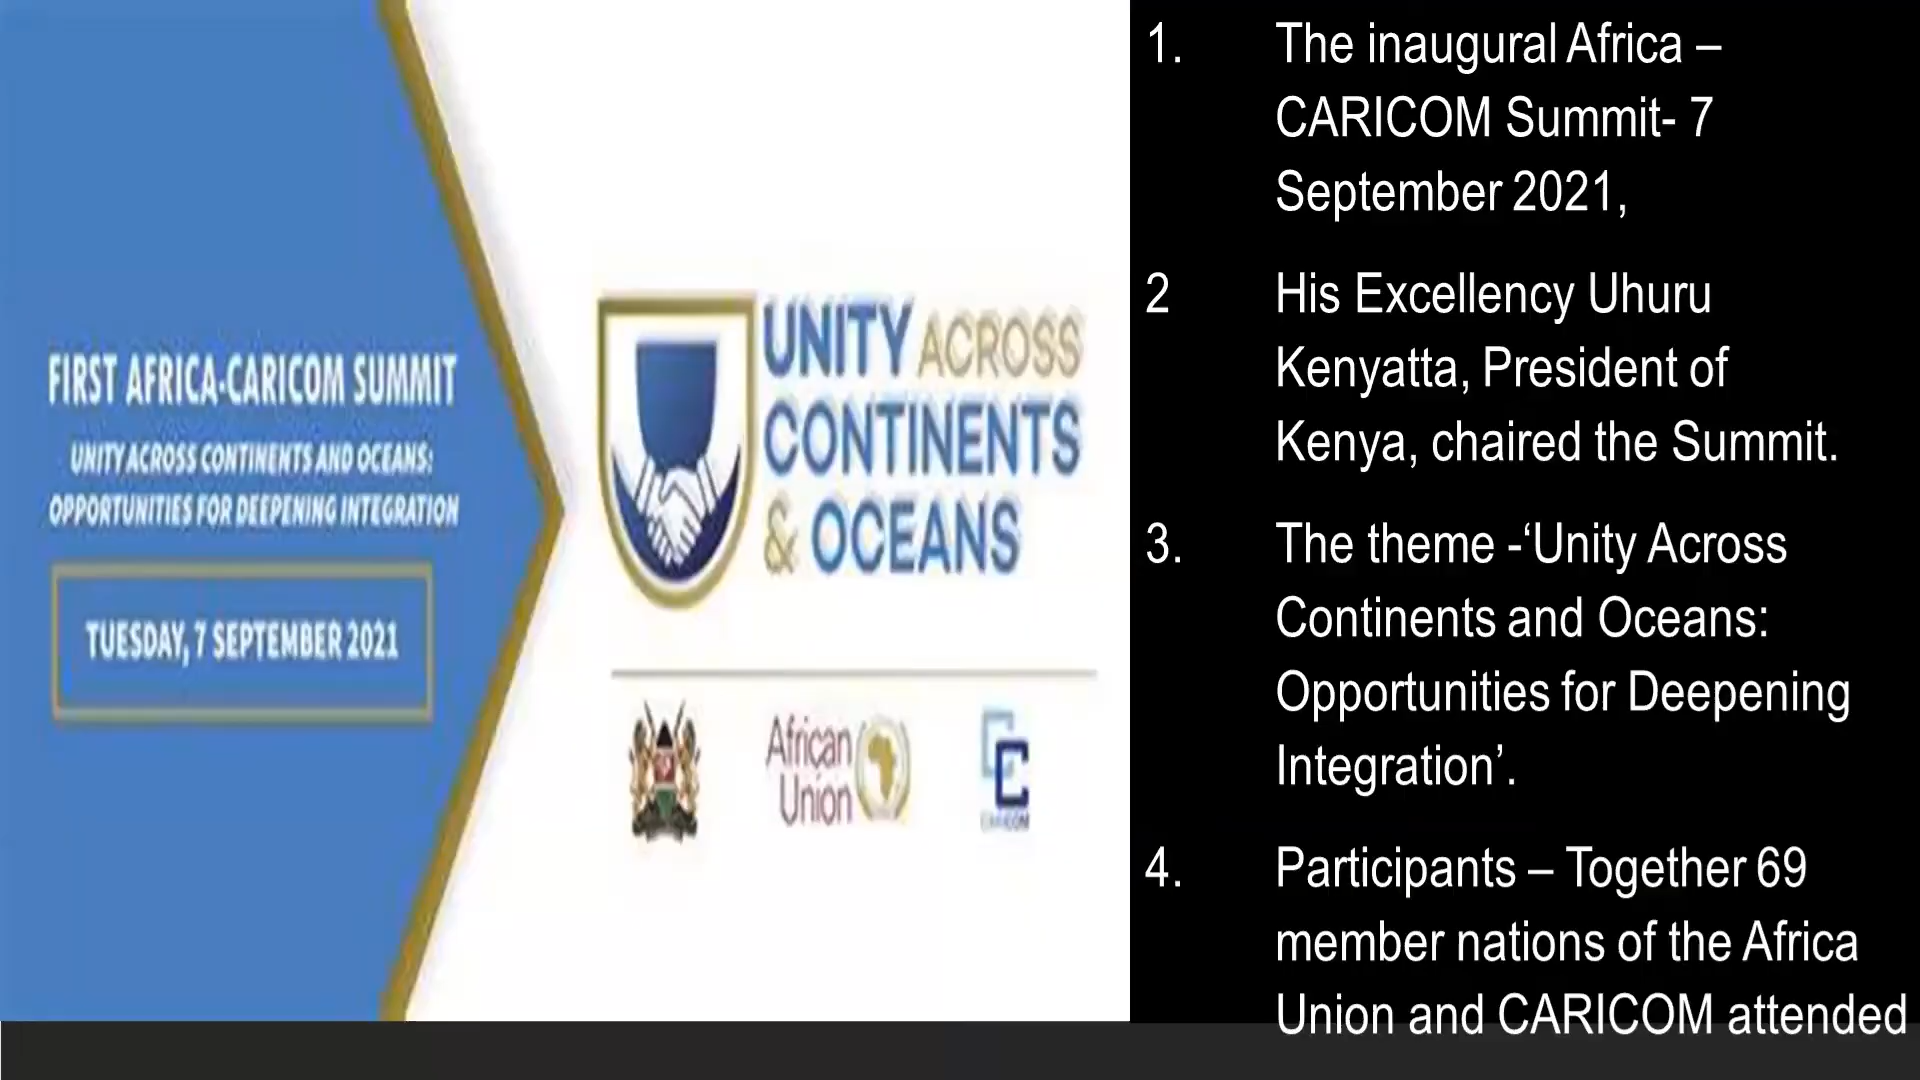 FIRST AFRICA-CARICOM SUMMIT
UNITY ACROSS CONTINENTS AND OCEANS:
OPPORTUNITIES FOR DEEPENING INTEGRATION
TUESDAY, 7 SEPTEMBER 2021
UNITY ACROSS
CONTINENTS
& OCEANS
African
Union
CARICOM
1. The inaugural Africa –
CARICOM Summit- 7
September 2021,
2 His Excellency Uhuru
Kenyatta, President of
Kenya, chaired the Summit.
3. The theme -‘Unity Across
Continents and Oceans:
Opportunities for Deepening
Integration’.
4. Participants – Together 69
member nations of the Africa
Union and CARICOM attended